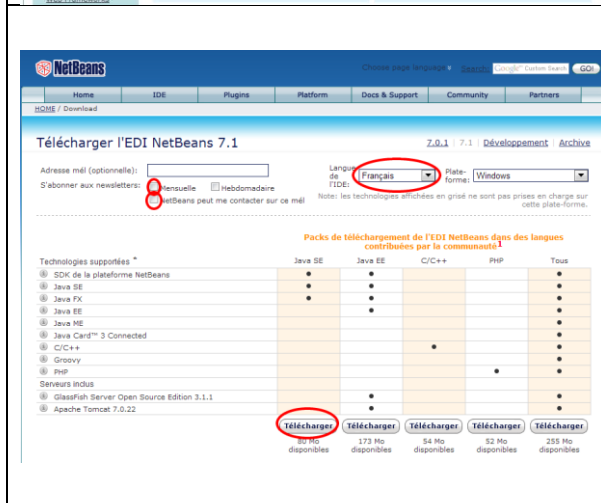 Web Frameworks
NetBeans
Choose page language
Search:
Google™ Custom Search
GO!
Home IDE Plugins Platform Docs & Support Community Partners
HOME / Download
Télécharger l'EDI NetBeans 7.1
7.0.1 | 7.1 | Développement | Archive
Adresse mél (optionnelle):
S'abonner aux newsletters: Mensuelle Hebdomadaire
NetBeans peut me contacter sur ce mél
Langue de l'IDE: Français
Plate-forme: Windows
Note: les technologies affichées en grisé ne sont pas prises en charge sur
cette plate-forme.
Packs de téléchargement de l'EDI NetBeans dans des langues
contribuées par la communauté1
Technologies supportées * Java SE Java EE C/C++ PHP Tous
SDK de la plateforme NetBeans • • •
Java SE • • •
Java FX • • •
Java EE • •
Java ME •
Java Card™ 3 Connected •
C/C++ • •
Groovy •
PHP • •
Serveurs indus
GlassFish Server Open Source Edition 3.1.1 • •
Apache Tomcat 7.0.22 • •
Télécharger Télécharger Télécharger Télécharger Télécharger
80 Mo 173 Mo 54 Mo 52 Mo 255 Mo
disponibles disponibles disponibles disponibles disponibles